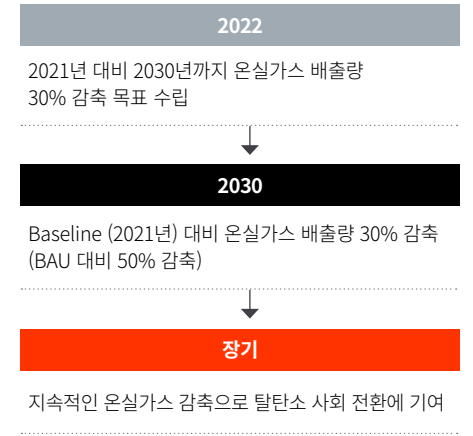 2022
2021년 대비 2030년까지 온실가스 배출량
30% 감축 목표 수립
2030
Baseline (2021년) 대비 온실가스 배출량 30% 감축
(BAU 대비 50% 감축)
장기
지속적인 온실가스 감축으로 탈탄소 사회 전환에 기여